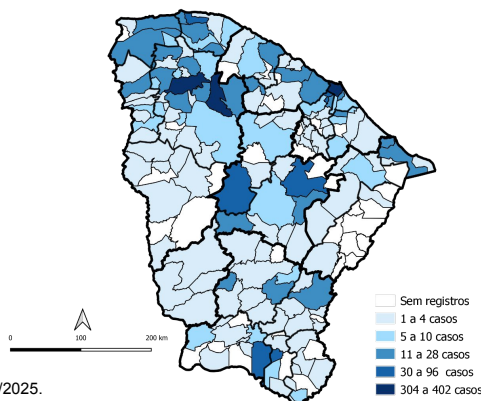 Sem registros
1 a 4 casos
5 a 10 casos
11 a 28 casos
30 a 96 casos
304 a 402 casos
0 100 200 km
/2025.